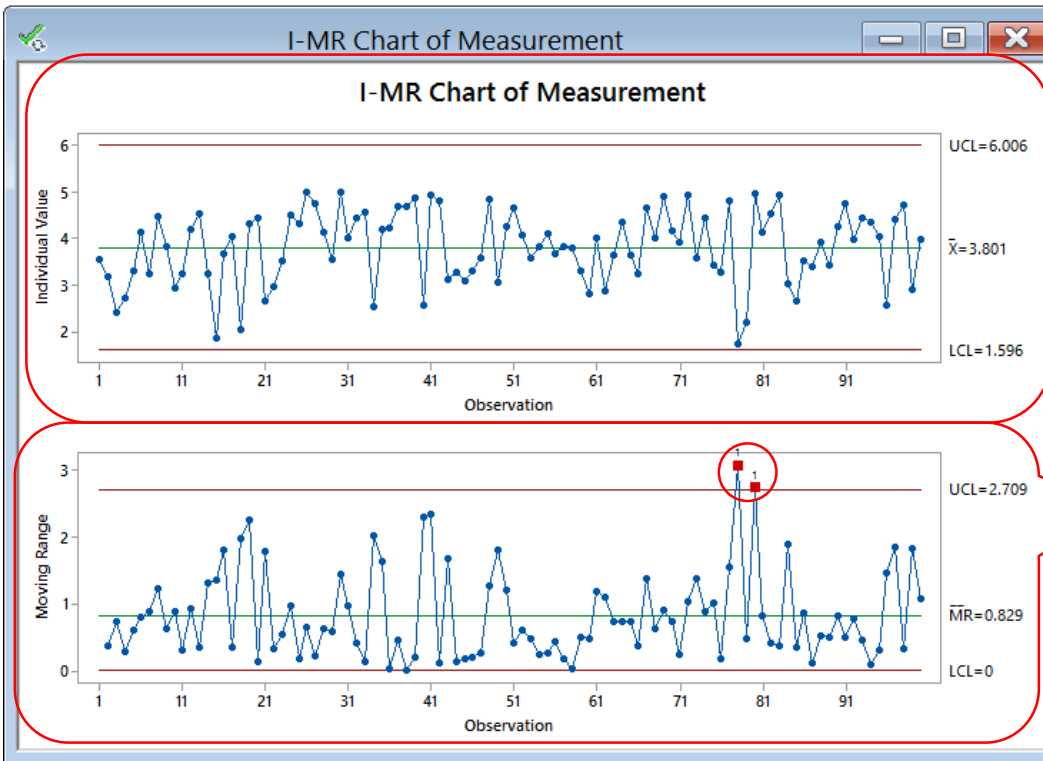 I-MR Chart of Measurement
I-MR Chart of Measurement
6
5
4
3
2
Individual Value
UCL=6.006
X̄=3.801
LCL=1.596
1 11 21 31 41 51 61 71 81 91
Observation
3
2
1
0
Moving Range
1
1
UCL=2.709
M̄R̄=0.829
LCL=0
1 11 21 31 41 51 61 71 81 91
Observation